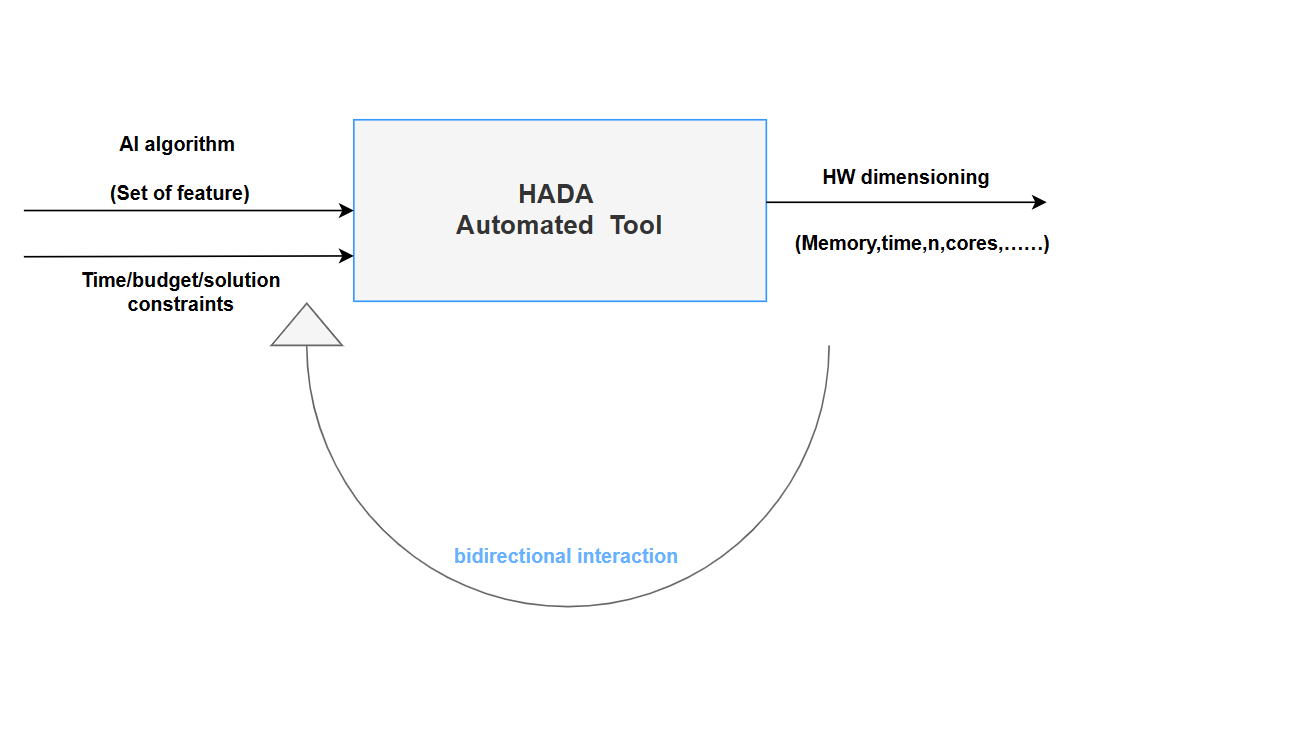 AI algorithm
(Set of feature)
Time/budget/solution
constraints
HADA
Automated Tool
HW dimensioning
(Memory,time,n,cores,......)
bidirectional interaction